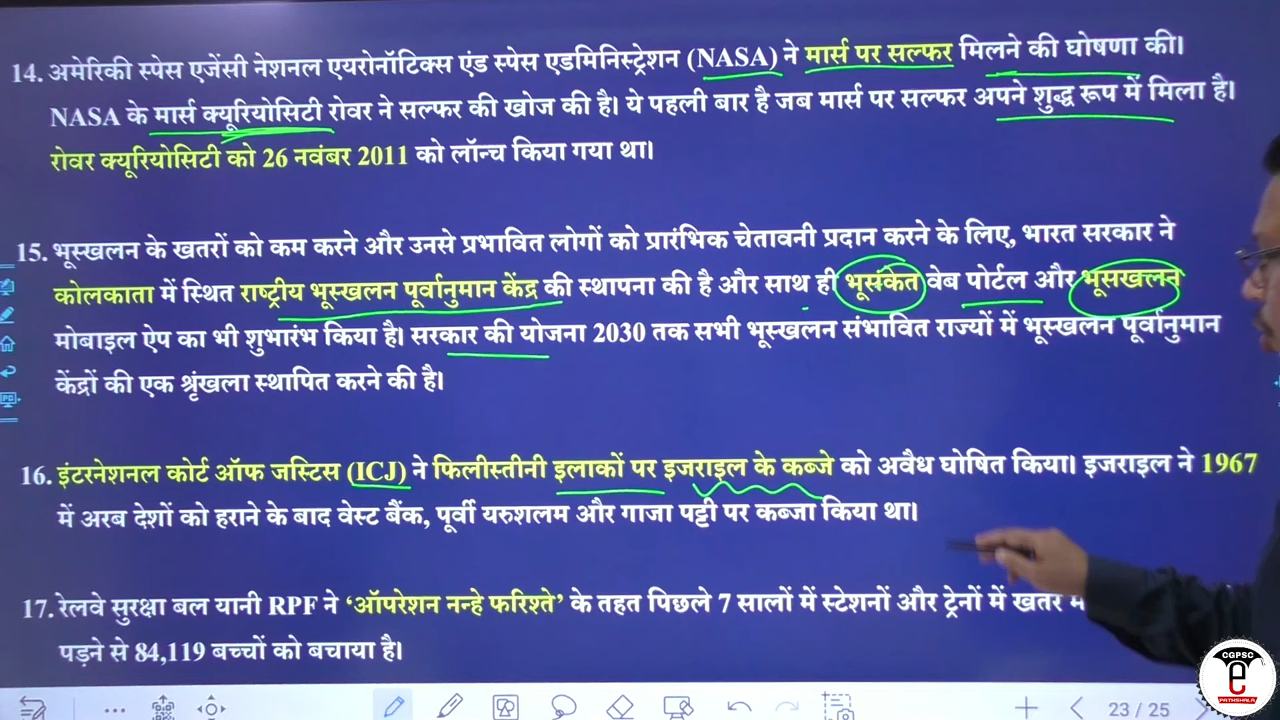 14. अमेरिकी स्पेस एजेंसी नेशनल एयरोनॉटिक्स एंड स्पेस एडमिनिस्ट्रेशन (NASA) ने मार्स पर सल्फर मिलने की घोषणा की।
NASA के मार्स क्यूरियोसिटी रोवर ने सल्फर की खोज की है। ये पहली बार है जब मार्स पर सल्फर अपने शुद्ध रूप में मिला है।
रोवर क्यूरियोसिटी को 26 नवंबर 2011 को लॉन्च किया गया था।
15. भूस्खलन के खतरों को कम करने और उनसे प्रभावित लोगों को प्रारंभिक चेतावनी प्रदान करने के लिए, भारत सरकार ने
कोलकाता में स्थित राष्ट्रीय भूस्खलन पूर्वानुमान केंद्र की स्थापना की है और साथ ही भूसंकेत वेब पोर्टल और भूसखलन
मोबाइल ऐप का भी शुभारंभ किया है। सरकार की योजना 2030 तक सभी भूस्खलन संभावित राज्यों में भूस्खलन पूर्वानुमान
केंद्रों की एक श्रृंखला स्थापित करने की है।
16. इंटरनेशनल कोर्ट ऑफ जस्टिस (ICJ) ने फिलीस्तीनी इलाकों पर इजराइल के कब्जे को अवैध घोषित किया। इजराइल ने 1967
में अरब देशों को हराने के बाद वेस्ट बैंक, पूर्वी यरुशलम और गाजा पट्टी पर कब्जा किया था।
17. रेलवे सुरक्षा बल यानी RPF ने ‘ऑपरेशन नन्हे फरिश्ते’ के तहत पिछले 7 सालों में स्टेशनों और ट्रेनों में खतरे में
पड़ने से 84,119 बच्चों को बचाया है।
23 / 25
CGPSC
e
PATHSHALA